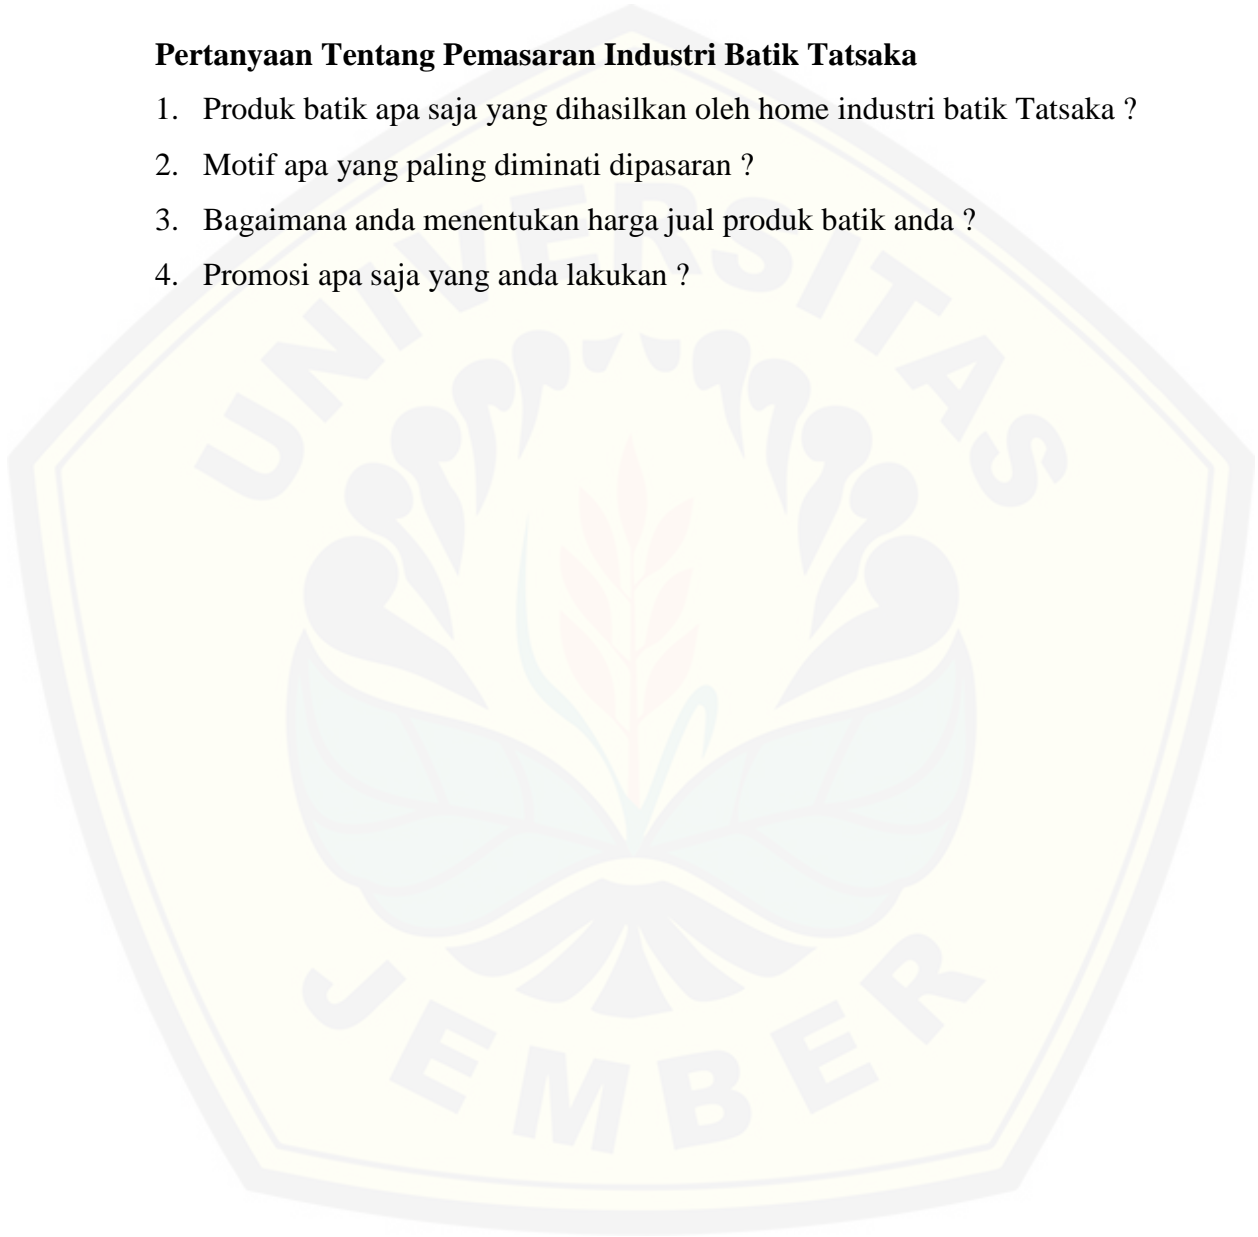 Pertanyaan Tentang Pemasaran Industri Batik Tatsaka
1. Produk batik apa saja yang dihasilkan oleh home industri batik Tatsaka ?
2. Motif apa yang paling diminati dipasaran ?
3. Bagaimana anda menentukan harga jual produk batik anda ?
4. Promosi apa saja yang anda lakukan ?
UNIVERSITAS
JEMBER